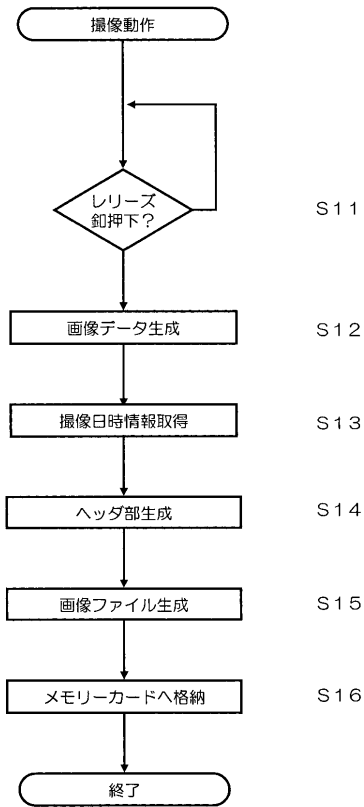 撮像動作
レリーズ
釦押下？
Ｓ１１
画像データ生成
Ｓ１２
撮像日時情報取得
Ｓ１３
ヘッダ部生成
Ｓ１４
画像ファイル生成
Ｓ１５
メモリーカードへ格納
Ｓ１６
終了